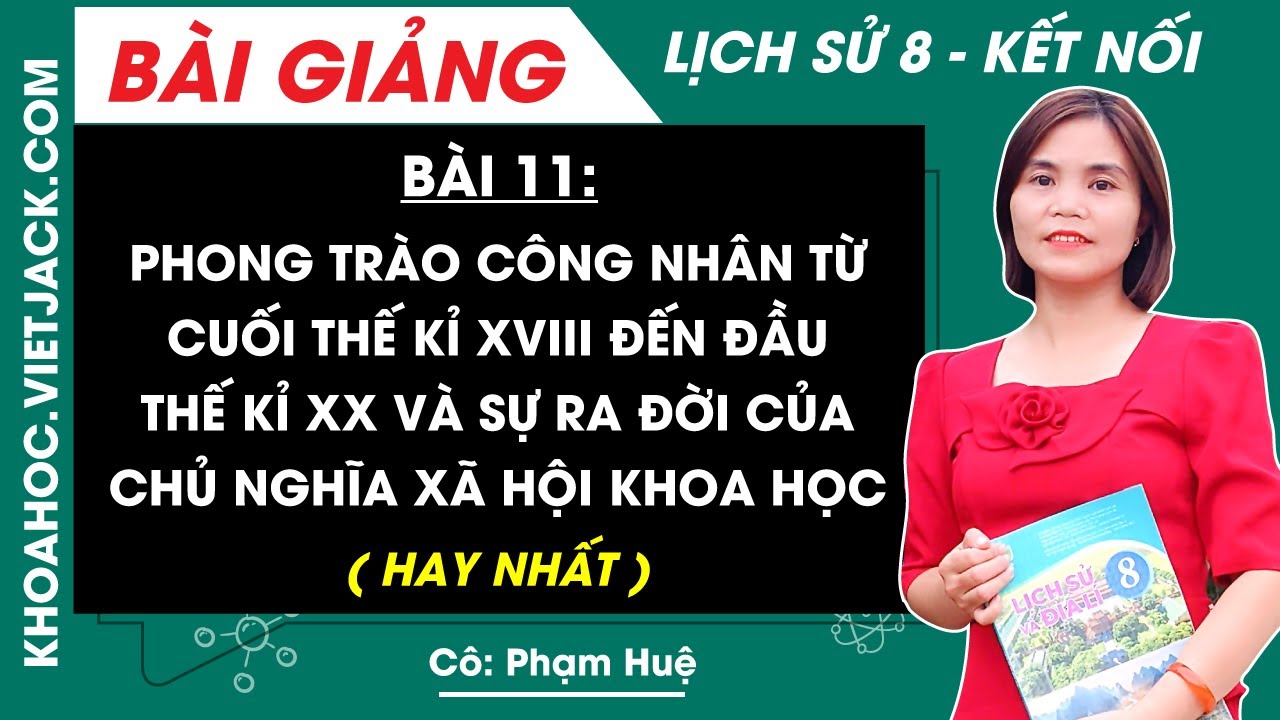 BÀI GIẢNG
LỊCH SỬ 8 - KẾT NỐI
KHOAHOC.VIETJACK.COM
BÀI 11:
PHONG TRÀO CÔNG NHÂN TỪ
CUỐI THẾ KỈ XVIII ĐẾN ĐẦU
THẾ KỈ XX VÀ SỰ RA ĐỜI CỦA
CHỦ NGHĨA XÃ HỘI KHOA HỌC
( HAY NHẤT )
Cô: Phạm Huệ
LỊCH SỬ
VÀ ĐỊA LÍ
8